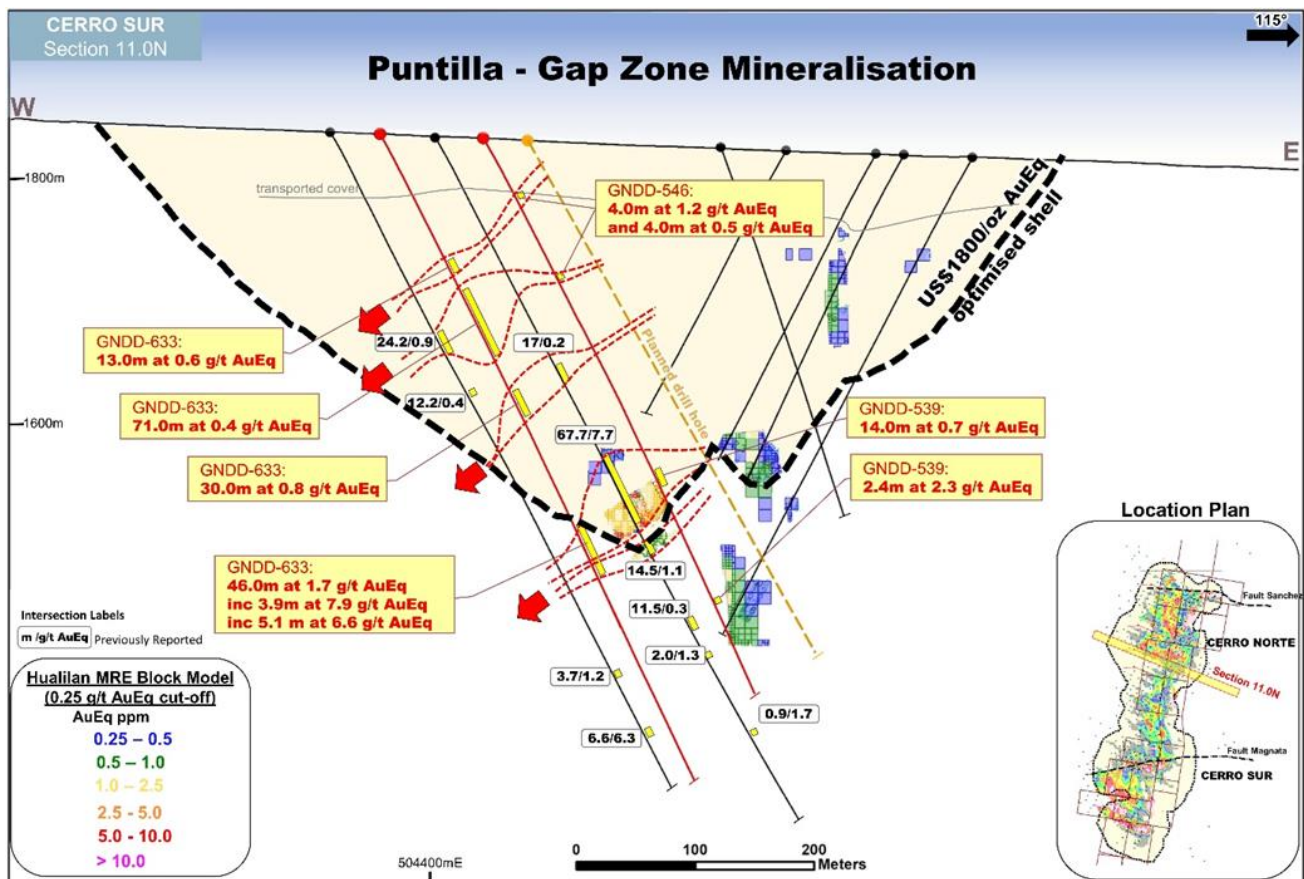 CERRO SUR
Section 11.0N
115°
Puntilla - Gap Zone Mineralisation
W
E
1800m
transported cover
GNDD-546:
4.0m at 1.2 g/t AuEq
and 4.0m at 0.5 g/t AuEq
US$1800/oz AuEq
optimised shell
GNDD-633:
13.0m at 0.6 g/t AuEq
24.2/0.9
17/0.2
Planned drill hole
12.2/0.4
GNDD-633:
71.0m at 0.4 g/t AuEq
1600m
67.7/7.7
GNDD-539:
14.0m at 0.7 g/t AuEq
GNDD-633:
30.0m at 0.8 g/t AuEq
GNDD-539:
2.4m at 2.3 g/t AuEq
GNDD-633:
46.0m at 1.7 g/t AuEq
inc 3.9m at 7.9 g/t AuEq
inc 5.1 m at 6.6 g/t AuEq
14.5/1.1
11.5/0.3
2.0/1.3
3.7/1.2
0.9/1.7
6.6/6.3
Intersection Labels
m /g/t AuEq Previously Reported
Hualilan MRE Block Model
(0.25 g/t AuEq cut-off)
AuEq ppm
0.25 – 0.5
0.5 – 1.0
1.0 – 2.5
2.5 - 5.0
5.0 - 10.0
> 10.0
504400mE
0 100 200
Meters
Location Plan
Fault Sanchez
CERRO NORTE
Section 11.0N
Fault Magnata
CERRO SUR